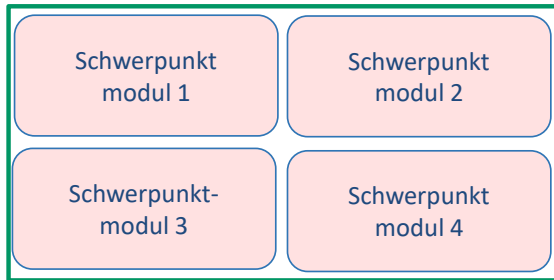 Schwerpunkt
modul 1
Schwerpunkt
modul 2
Schwerpunkt-
modul 3
Schwerpunkt
modul 4